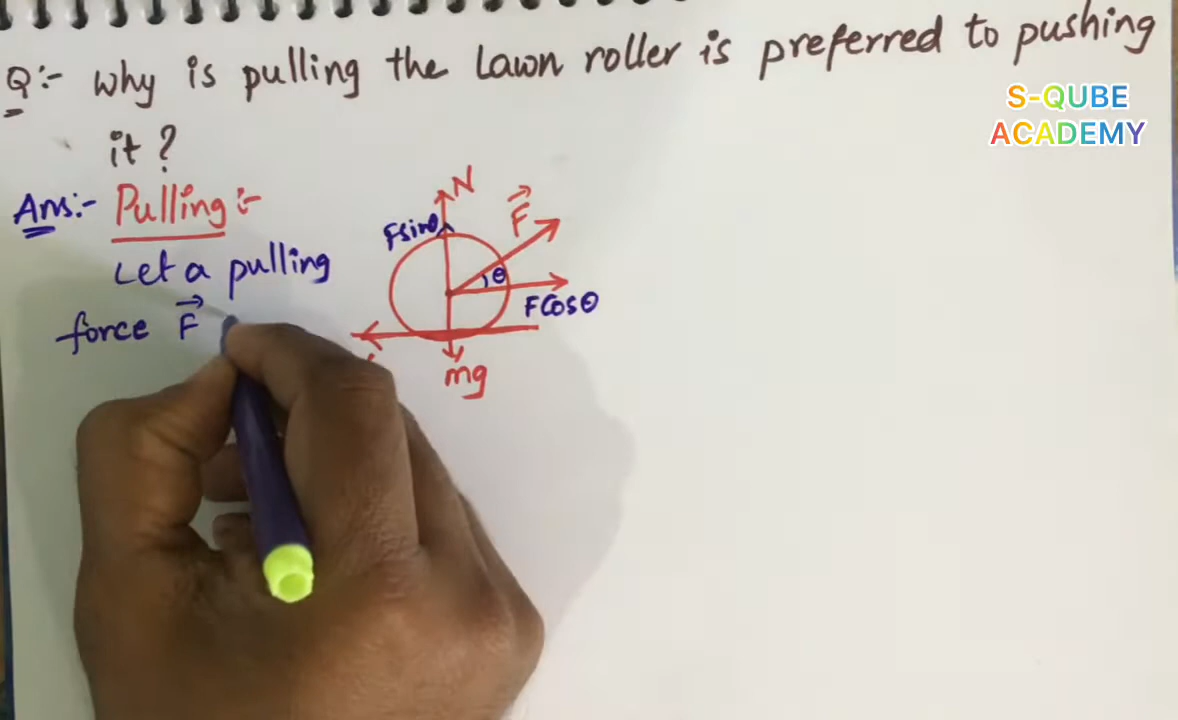 Q:- why is pulling the lawn roller is preferred to pushing
it?
S-QUBE
ACADEMY
Ans:- Pulling :-
Let a pulling
force F
N
F
Fsinθ
θ
FCosθ
mg